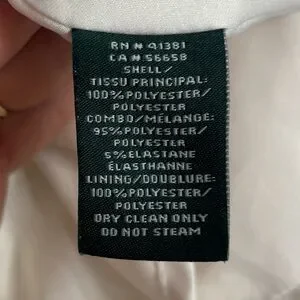 RN # 41381
CA # 56658
SHELL/
TISSU PRINCIPAL:
100% POLYESTER/
POLYESTER
COMBO/MÉLANGE:
95% POLYESTER/
POLYESTER
5% ELASTANE
ÉLASTHANNE
LINING/DOUBLURE:
100% POLYESTER/
POLYESTER
DRY CLEAN ONLY
DO NOT STEAM